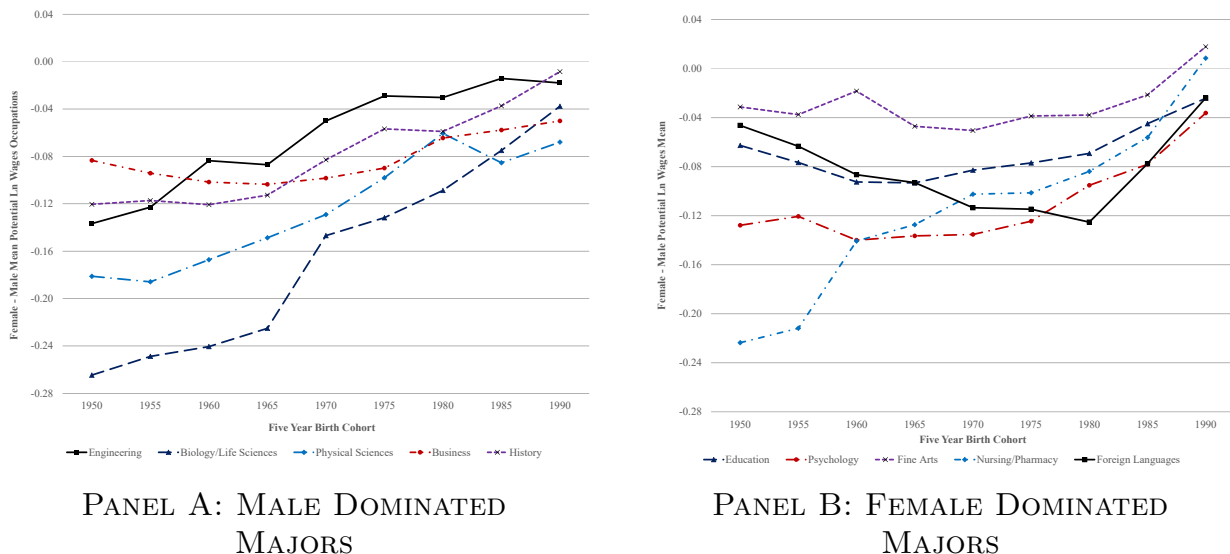 0.04
0.00
-0.04
-0.08
-0.12
-0.16
-0.20
-0.24
-0.28
Female - Male Mean Potential Ln Wages Occupations
1950 1955 1960 1965 1970 1975 1980 1985 1990
Five Year Birth Cohort
Engineering Biology/Life Sciences Physical Sciences Business History
PANEL A: MALE DOMINATED
MAJORS
0.04
0.00
-0.04
-0.08
-0.12
-0.16
-0.20
-0.24
-0.28
Female - Male Potential Ln Wages Mean
1950 1955 1960 1965 1970 1975 1980 1985 1990
Five Year Birth Cohort
Education Psychology Fine Arts Nursing/Pharmacy Foreign Languages
PANEL B: FEMALE DOMINATED
MAJORS